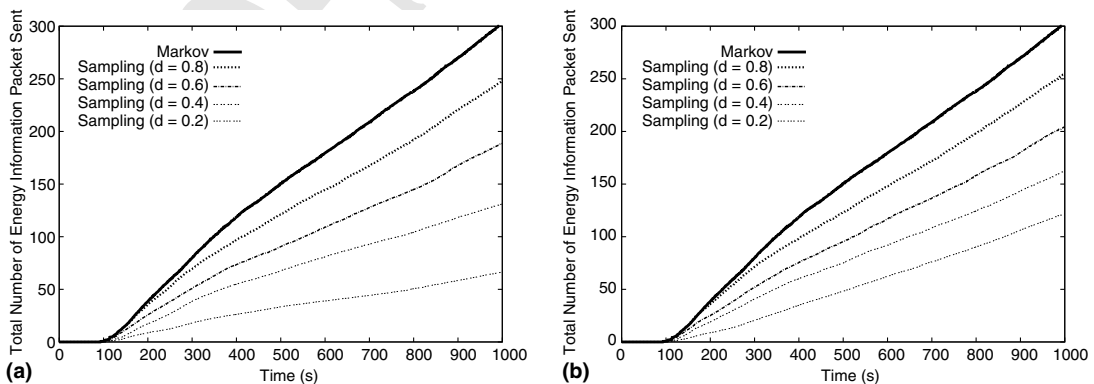 Total Number of Energy Information Packet Sent
300
250
200
150
100
50
0
Markov
Sampling (d = 0.8)
Sampling (d = 0.6)
Sampling (d = 0.4)
Sampling (d = 0.2)
0 100 200 300 400 500 600 700 800 900 1000
Time (s)
(a)
Total Number of Energy Information Packet Sent
300
250
200
150
100
50
0
Markov
Sampling (d = 0.8)
Sampling (d = 0.6)
Sampling (d = 0.4)
Sampling (d = 0.2)
0 100 200 300 400 500 600 700 800 900 1000
Time (s)
(b)